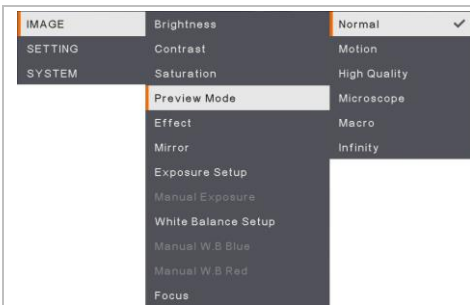 IMAGE
SETTING
SYSTEM
Brightness
Contrast
Saturation
Preview Mode
Effect
Mirror
Exposure Setup
Manual Exposure
White Balance Setup
Manual W.B Blue
Manual W.B Red
Focus
Normal
Motion
High Quality
Microscope
Macro
Infinity